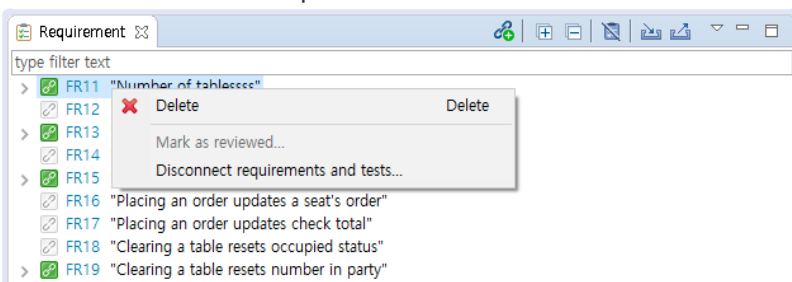 Requirement
type filter text
FR11 "Number of tablessss"
FR12
Delete Delete
FR13
Mark as reviewed...
FR14
Disconnect requirements and tests...
FR15
FR16 "Placing an order updates a seat's order"
FR17 "Placing an order updates check total"
FR18 "Clearing a table resets occupied status"
FR19 "Clearing a table resets number in party"